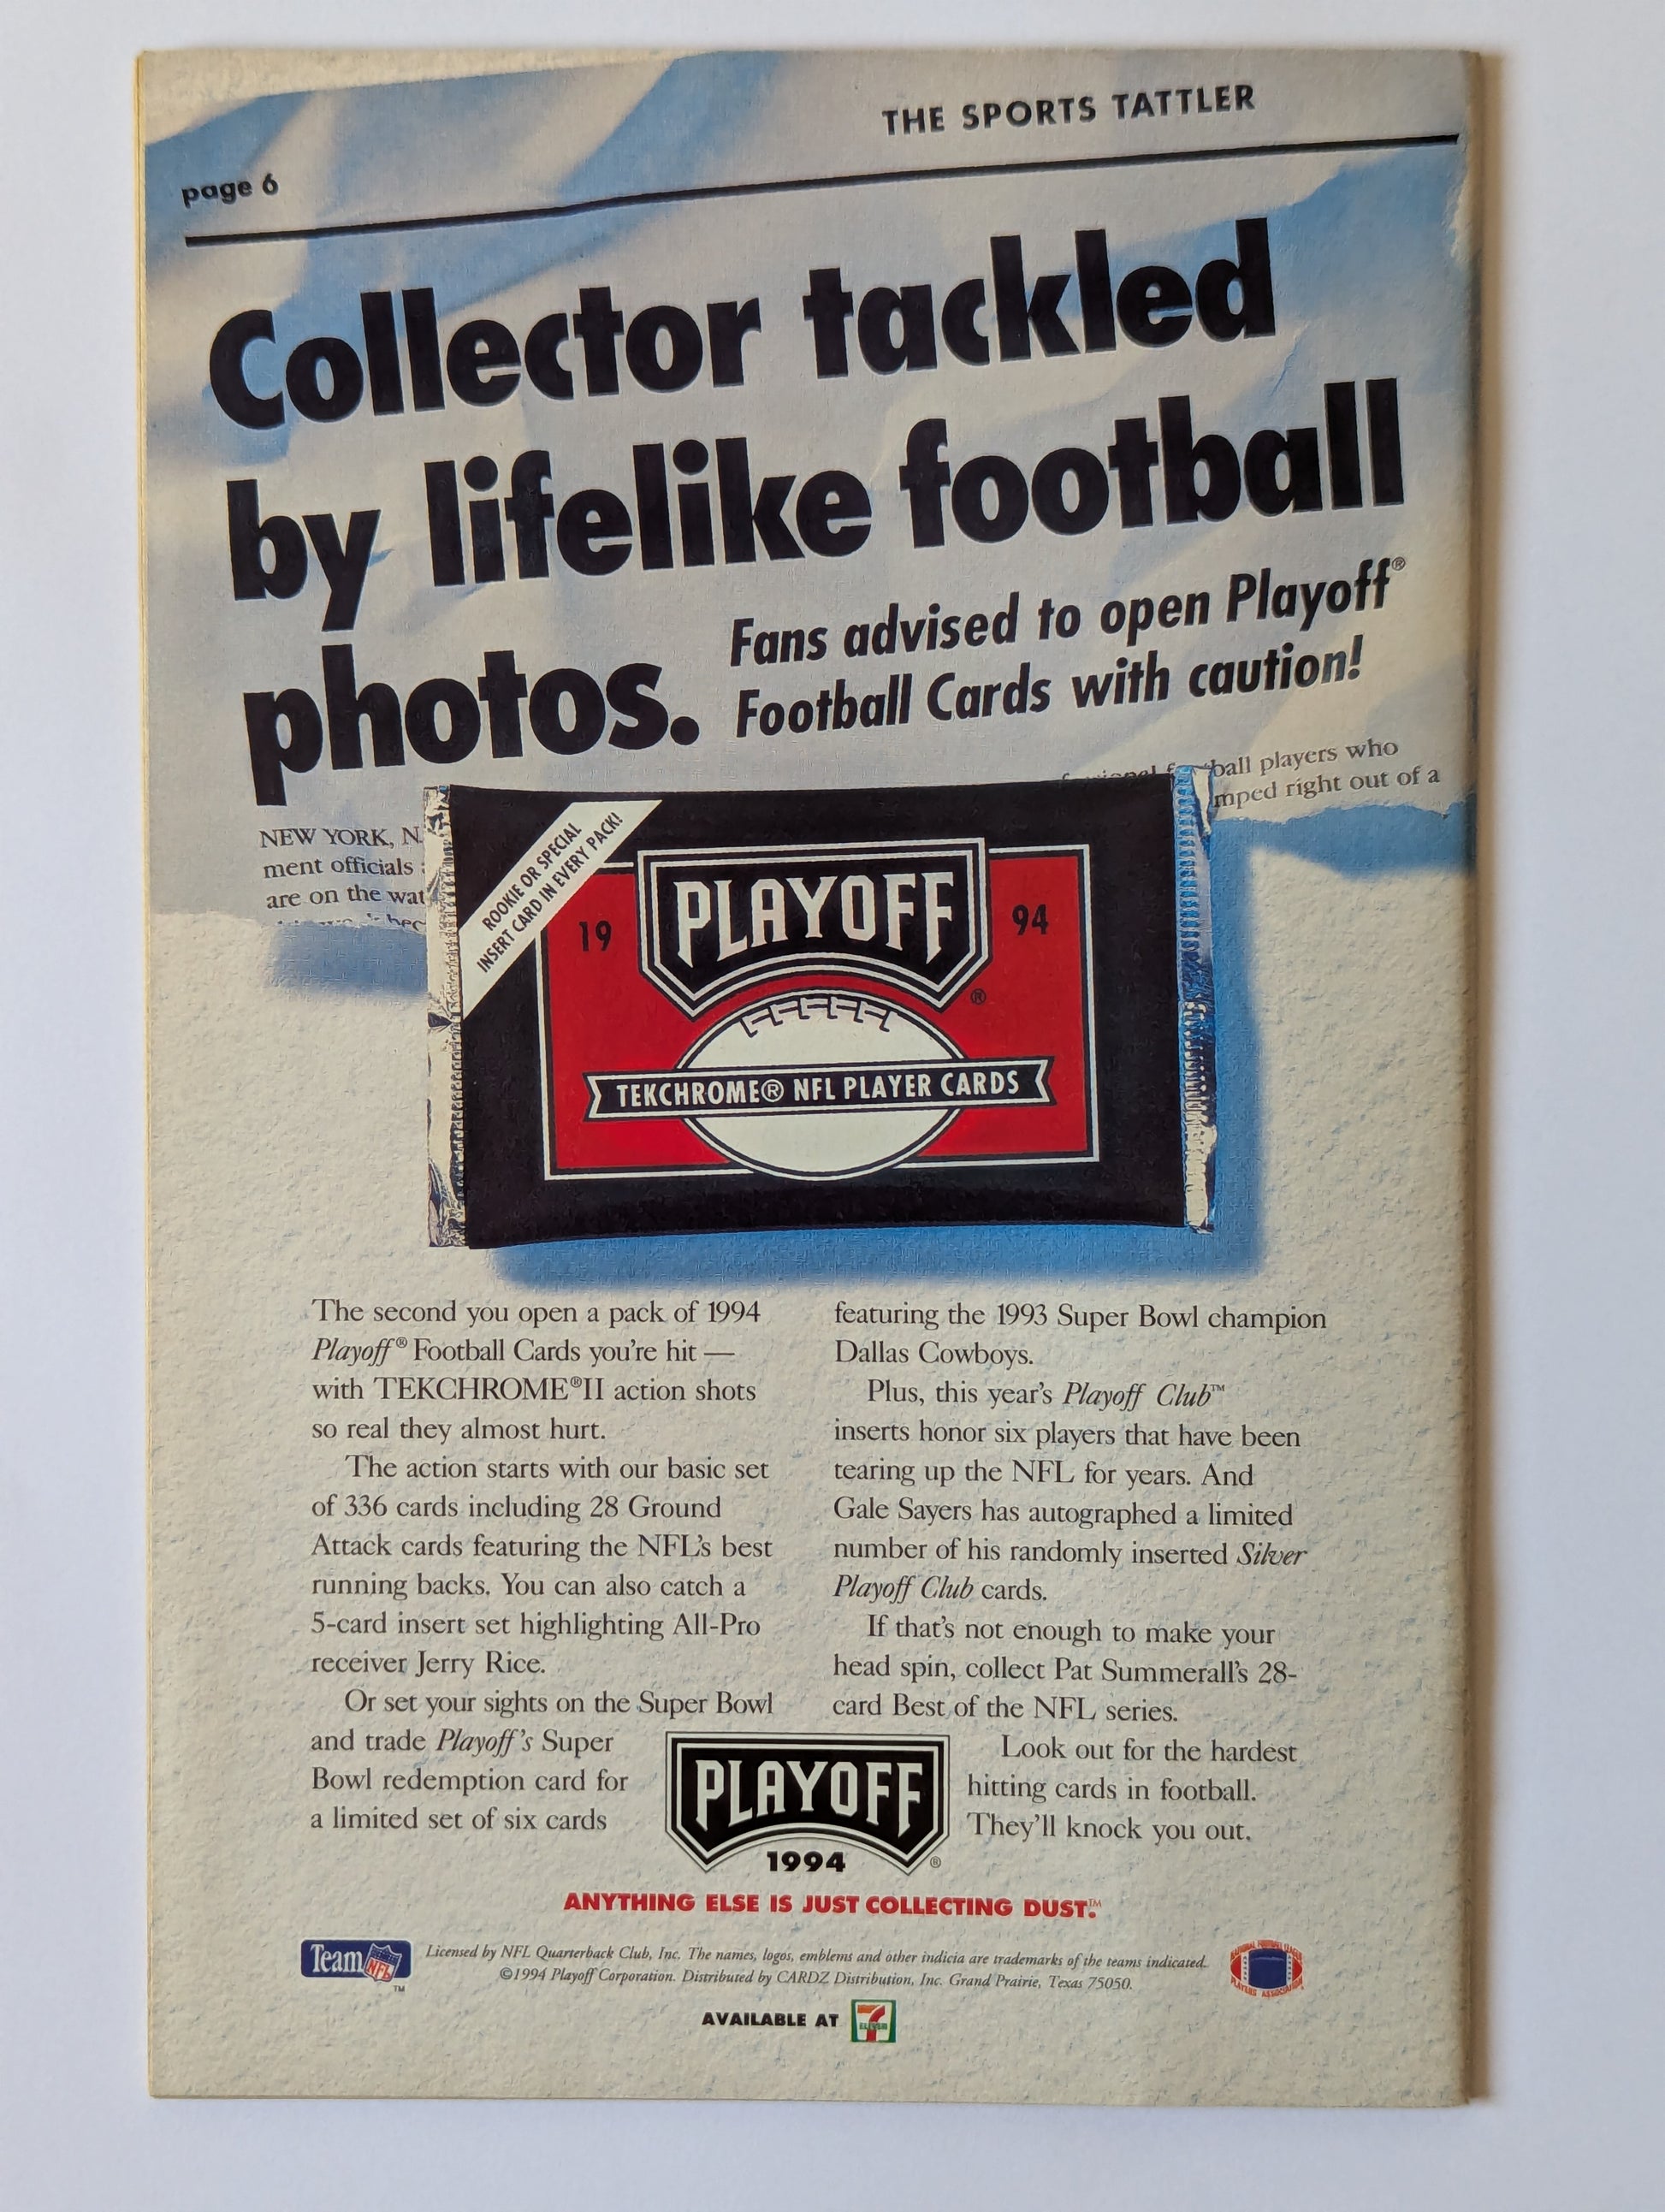 THE SPORTS TATTLER
page 6
Collector tackled
by lifelike football
photos.
Fans advised to open Playoff®
Football Cards with caution!
ball players who
mped right out of a
NEW YORK, N
ment officials
are on the wat
ROOKIE OR SPECIAL
INSERT CARD IN EVERY PACK!
19 PLAYOFF 94
®
TEKCHROME® NFL PLAYER CARDS
The second you open a pack of 1994
Playoff® Football Cards you're hit —
with TEKCHROME®II action shots
so real they almost hurt.
The action starts with our basic set
of 336 cards including 28 Ground
Attack cards featuring the NFL's best
running backs. You can also catch a
5-card insert set highlighting All-Pro
receiver Jerry Rice.
Or set your sights on the Super Bowl
and trade Playoff's Super
Bowl redemption card for
a limited set of six cards
featuring the 1993 Super Bowl champion
Dallas Cowboys.
Plus, this year's Playoff Club™
inserts honor six players that have been
tearing up the NFL for years. And
Gale Sayers has autographed a limited
number of his randomly inserted Silver
Playoff Club cards.
If that's not enough to make your
head spin, collect Pat Summerall's 28-
card Best of the NFL series.
Look out for the hardest
hitting cards in football.
They'll knock you out.
PLAYOFF
1994 ®
ANYTHING ELSE IS JUST COLLECTING DUST.™
Team NFL ™
Licensed by NFL Quarterback Club, Inc. The names, logos, emblems and other indicia are trademarks of the teams indicated.
©1994 Playoff Corporation. Distributed by CARDZ Distribution, Inc. Grand Prairie, Texas 75050.
NATIONAL FOOTBALL LEAGUE
PLAYERS ASSOCIATION
AVAILABLE AT 7 ELEVEN